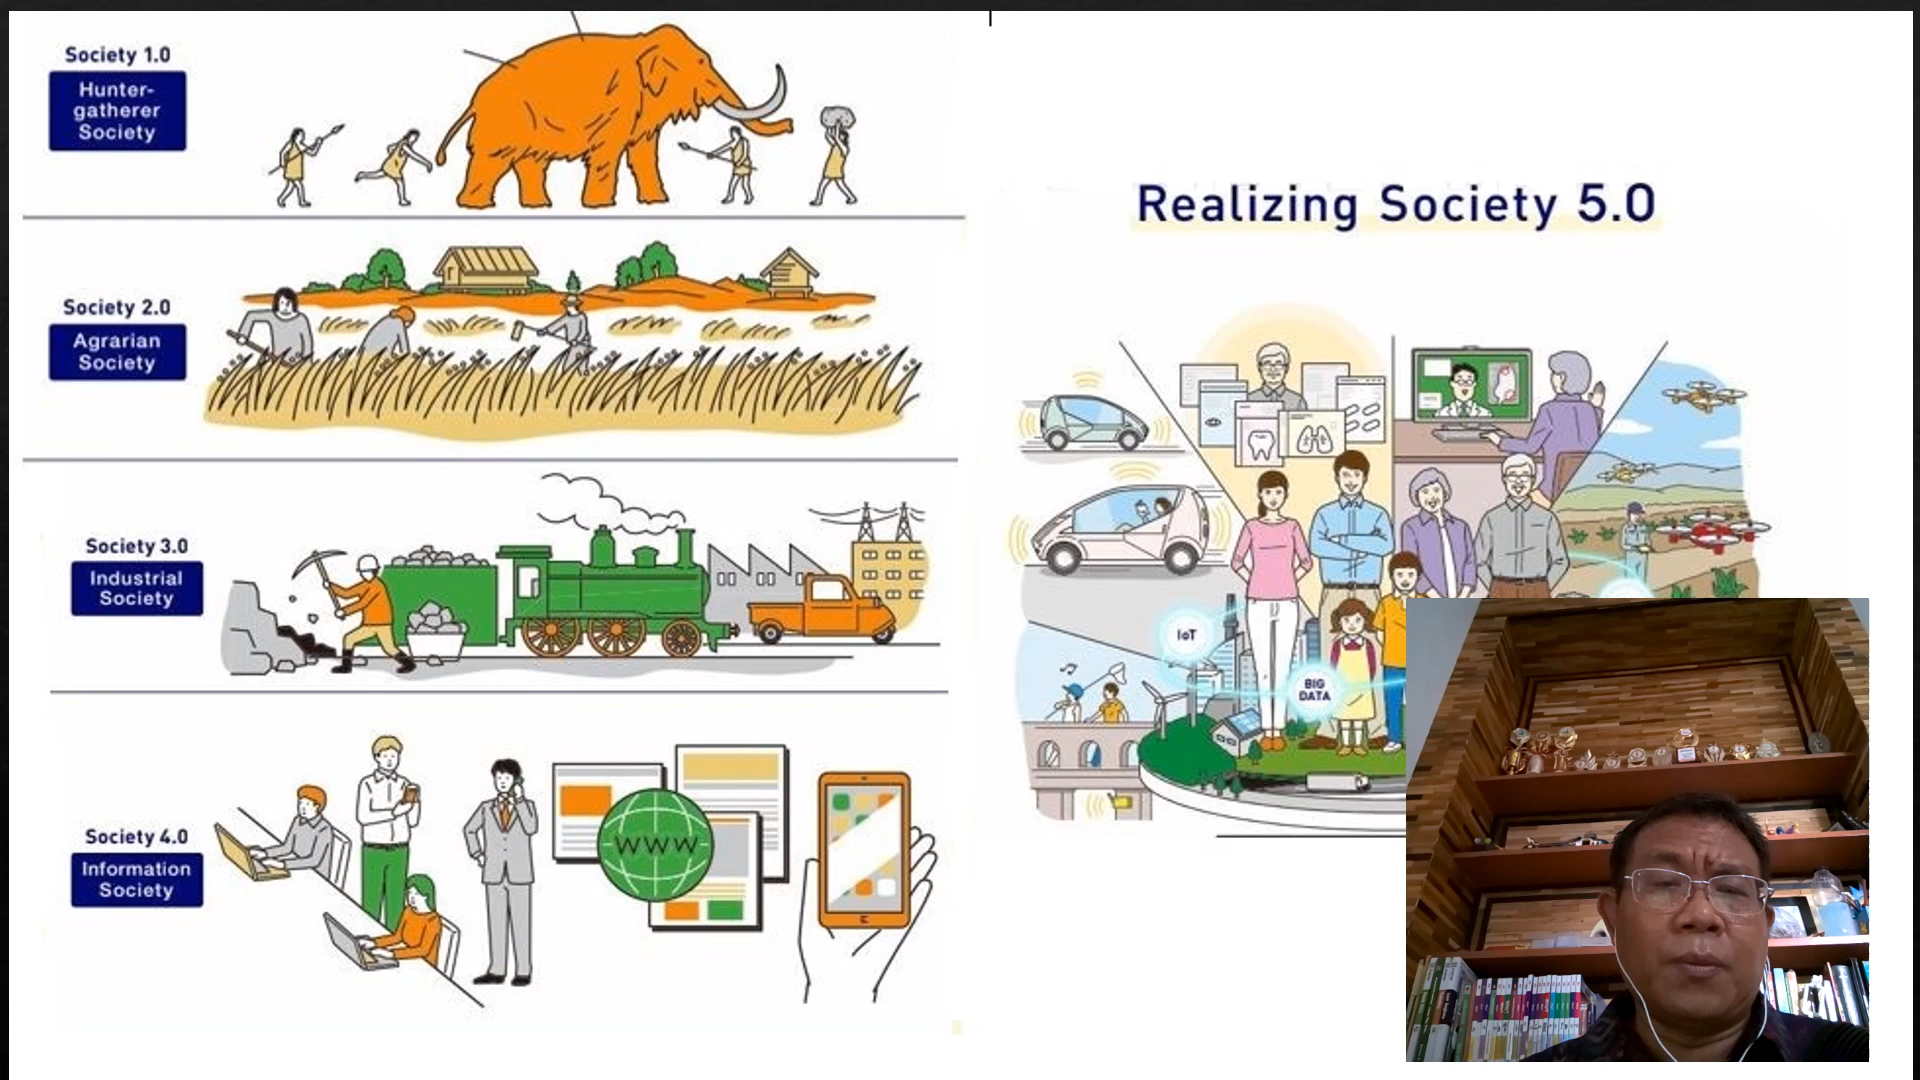 Society 1.0
Hunter-
gatherer
Society
Society 2.0
Agrarian
Society
Society 3.0
Industrial
Society
Society 4.0
Information
Society
WWW
Realizing Society 5.0
IoT
BIG
DATA